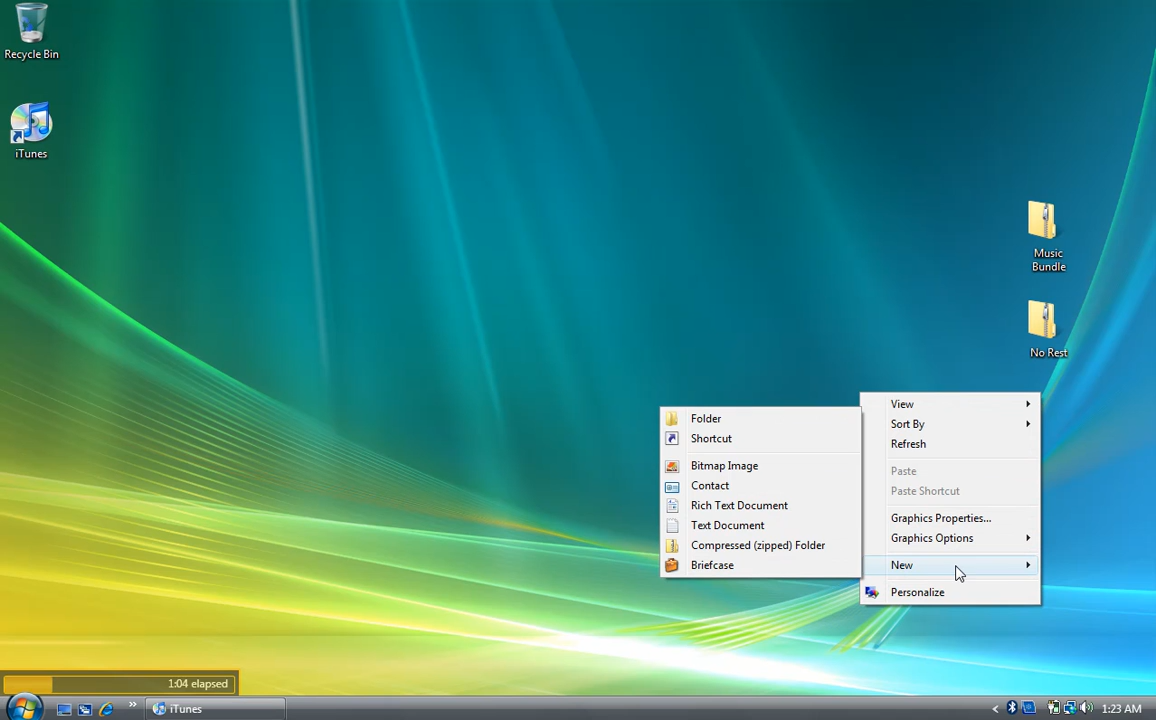 Recycle Bin
iTunes
Music
Bundle
No Rest
View
Sort By
Refresh
Paste
Paste Shortcut
Graphics Properties...
Graphics Options
New
Personalize
Folder
Shortcut
Bitmap Image
Contact
Rich Text Document
Text Document
Compressed (zipped) Folder
Briefcase
1:04 elapsed
iTunes
1:23 AM